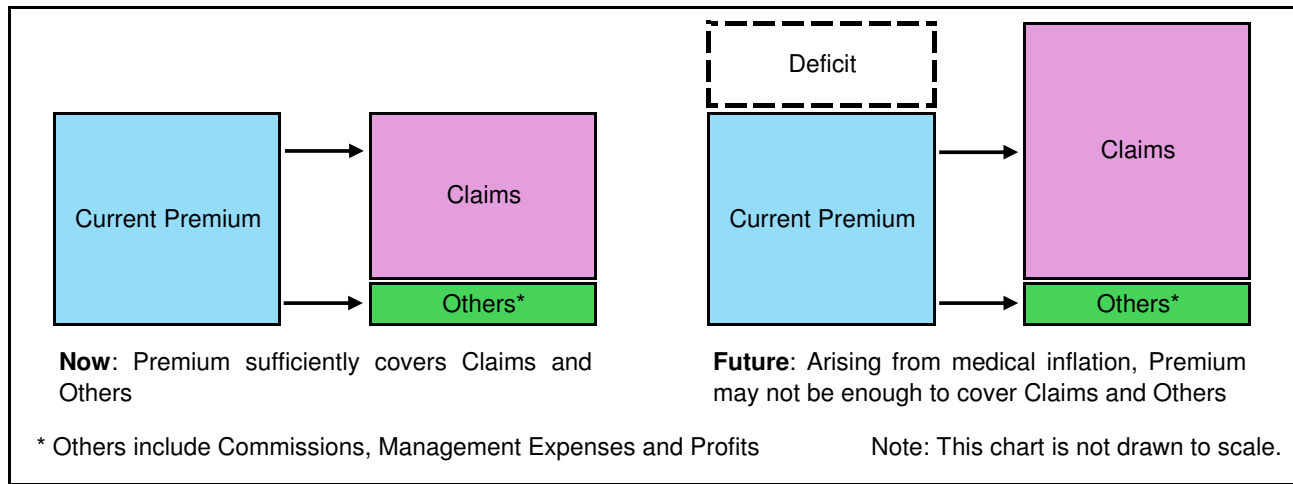 Deficit
Current Premium
Claims
Others*
Current Premium
Claims
Others*
Now: Premium sufficiently covers Claims and
Others
Future: Arising from medical inflation, Premium
may not be enough to cover Claims and Others
* Others include Commissions, Management Expenses and Profits
Note: This chart is not drawn to scale.